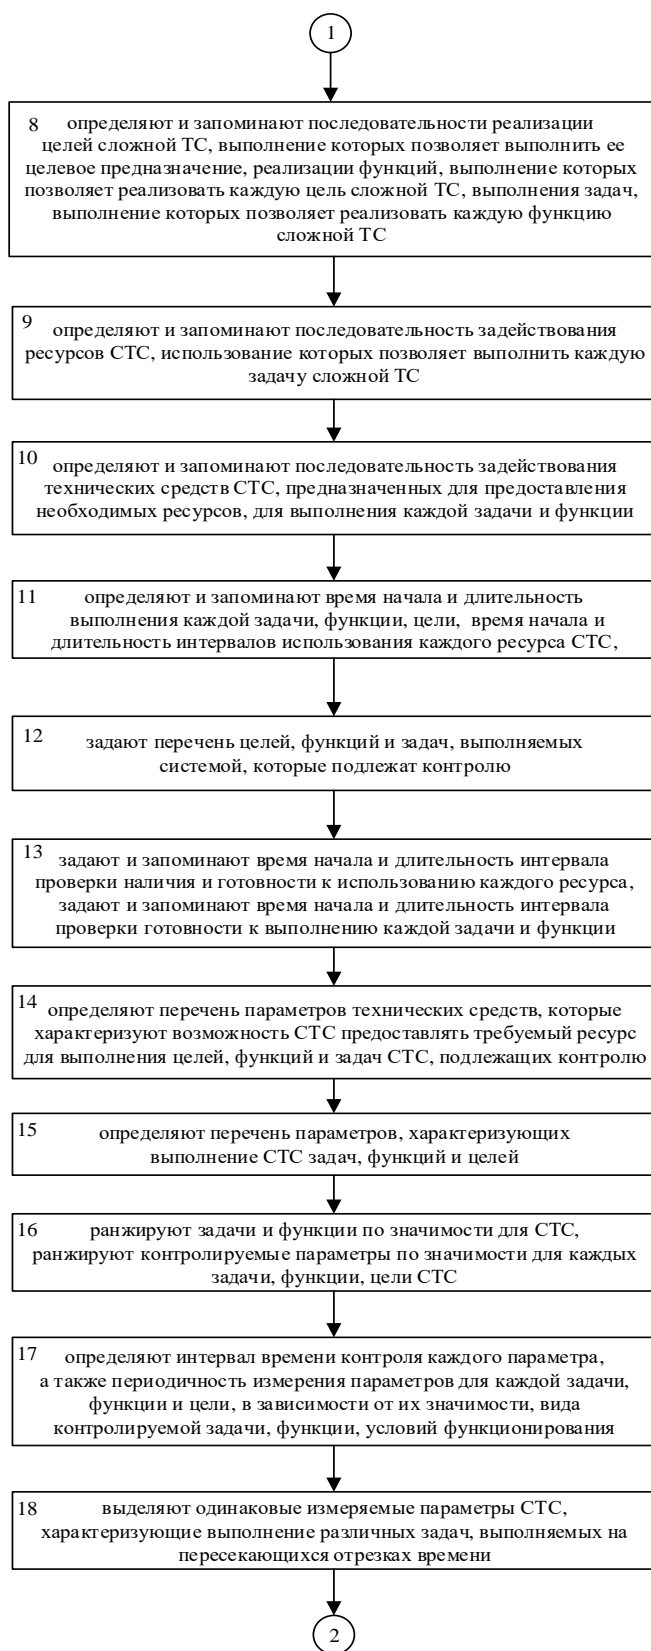 1
8 определяют и запоминают последовательности реализации
целей сложной ТС, выполнение которых позволяет выполнить ее
целевое предназначение, реализации функций, выполнение которых
позволяет реализовать каждую цель сложной ТС, выполнения задач,
выполнение которых позволяет реализовать каждую функцию
сложной ТС
9 определяют и запоминают последовательность задействования
ресурсов СТС, использование которых позволяет выполнить каждую
задачу сложной ТС
10 определяют и запоминают последовательность задействования
технических средств СТС, предназначенных для предоставления
необходимых ресурсов, для выполнения каждой задачи и функции
11 определяют и запоминают время начала и длительность
выполнения каждой задачи, функции, цели, время начала и
длительность интервалов использования каждого ресурса СТС,
12 задают перечень целей, функций и задач, выполняемых
системой, которые подлежат контролю
13 задают и запоминают время начала и длительность интервала
проверки наличия и готовности к использованию каждого ресурса,
задают и запоминают время начала и длительность интервала
проверки готовности к выполнению каждой задачи и функции
14 определяют перечень параметров технических средств, которые
характеризуют возможность СТС предоставлять требуемый ресурс
для выполнения целей, функций и задач СТС, подлежащих контролю
15 определяют перечень параметров, характеризующих
выполнение СТС задач, функций и целей
16 ранжируют задачи и функции по значимости для СТС,
ранжируют контролируемые параметры по значимости для каждых
задачи, функции, цели СТС
17 определяют интервал времени контроля каждого параметра,
а также периодичность измерения параметров для каждой задачи,
функции и цели, в зависимости от их значимости, вида
контролируемой задачи, функции, условий функционирования
18 выделяют одинаковые измеряемые параметры СТС,
характеризующие выполнение различных задач, выполняемых на
пересекающихся отрезках времени
2